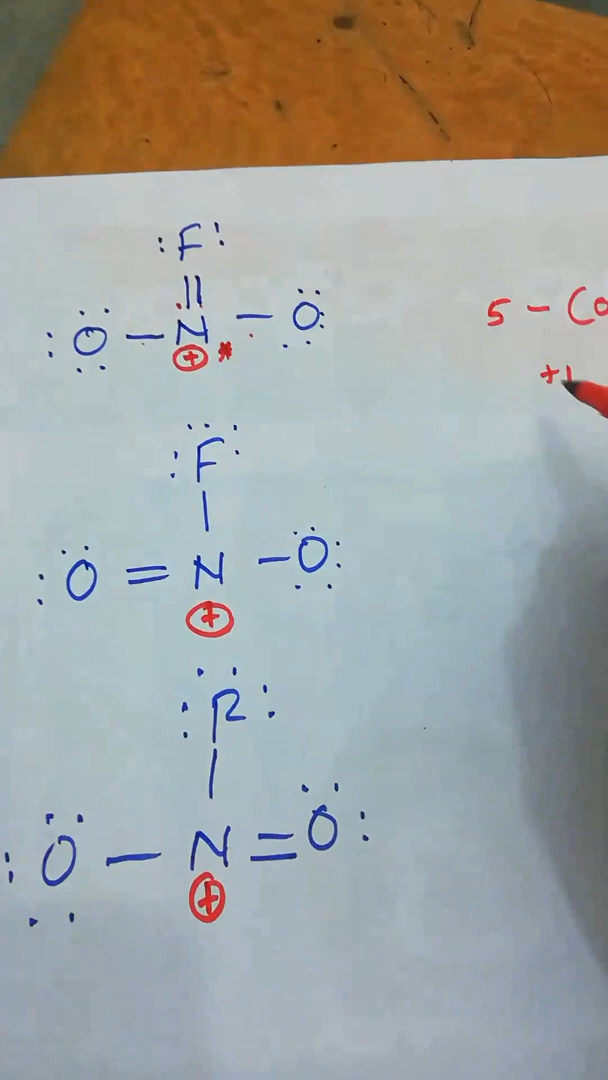 :F:
||
:O — N — O:
⊕ *
5 – Co
+1
:F:
|
:O = N – O:
⊕
:F:
|
:O — N = O:
⊕